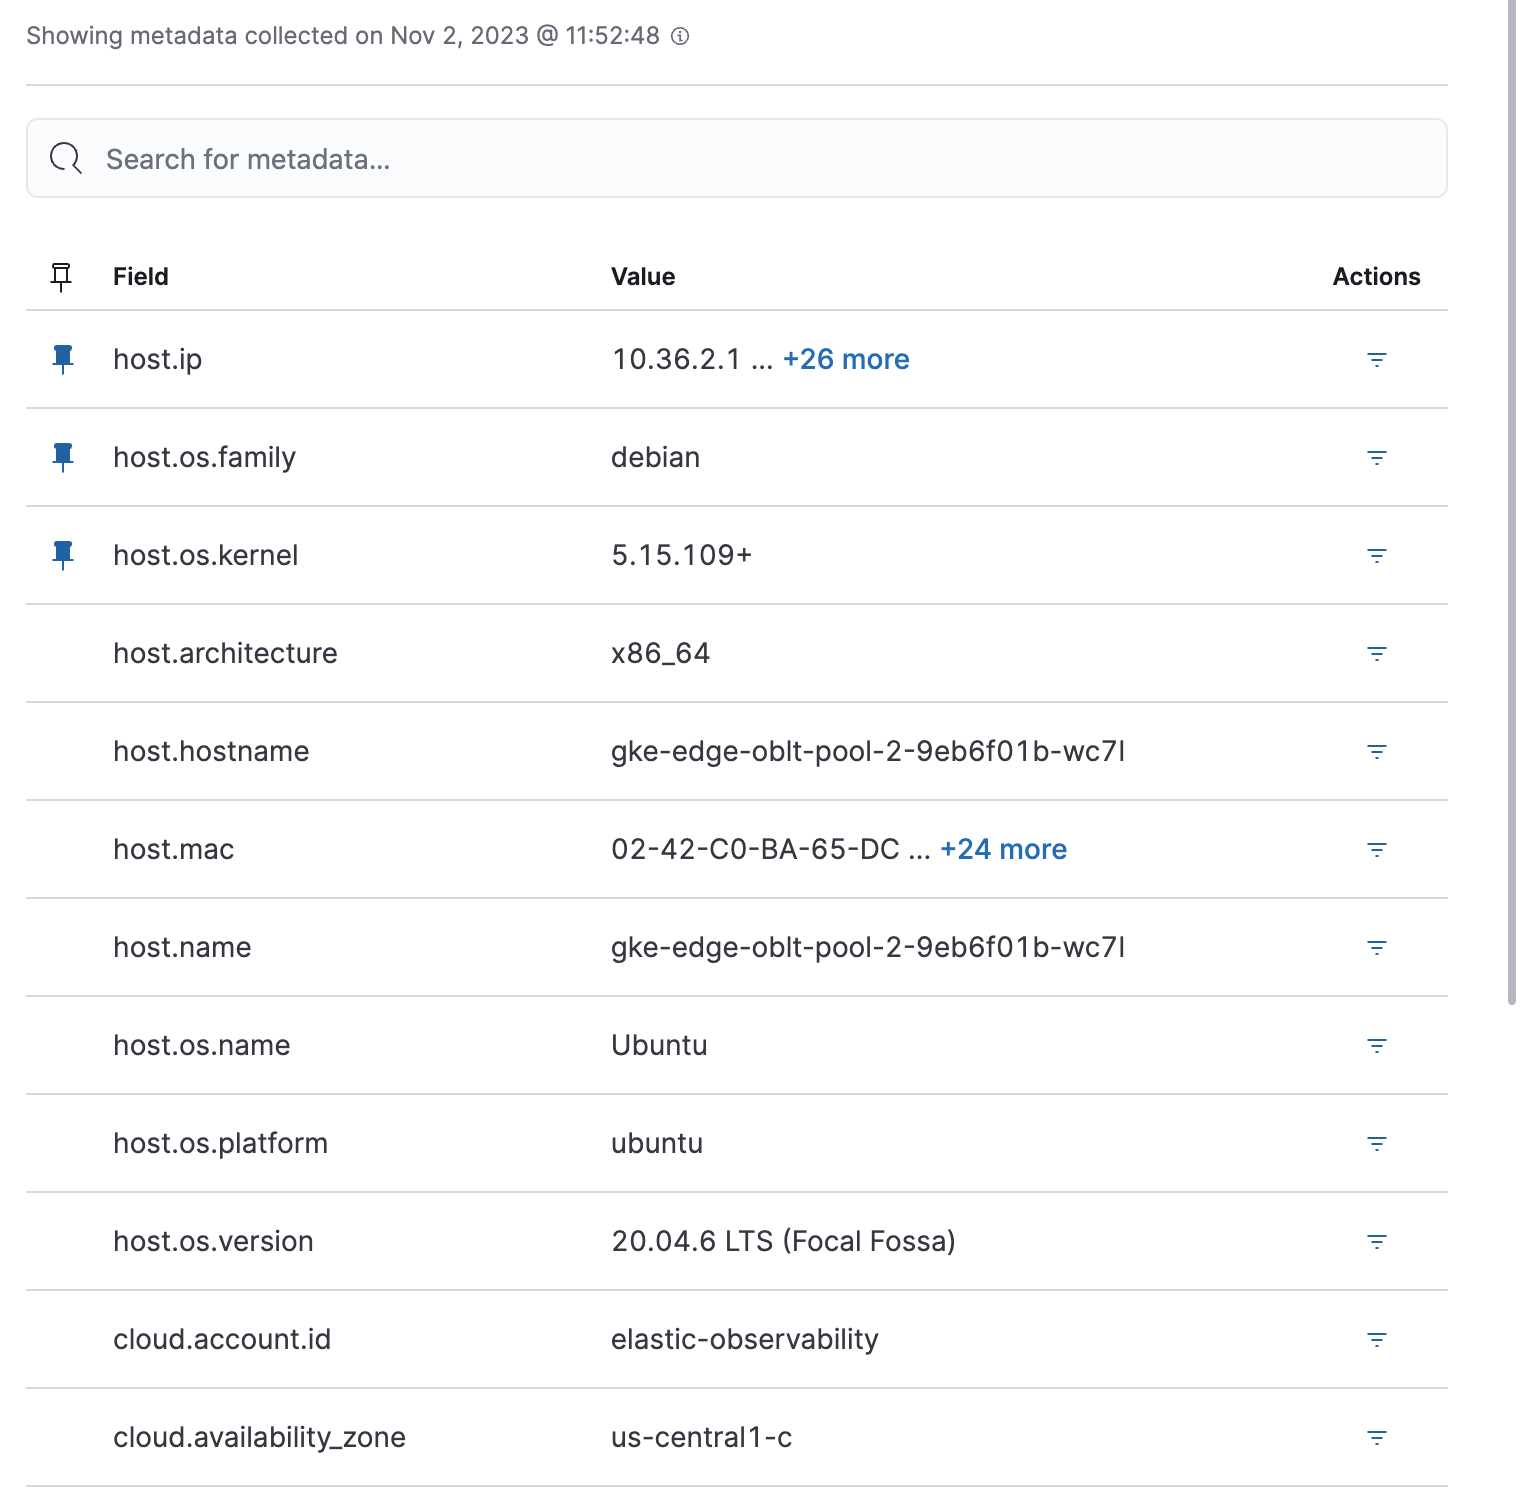 Showing metadata collected on Nov 2, 2023 @ 11:52:48
Search for metadata...
Field Value Actions
host.ip 10.36.2.1 ... +26 more
host.os.family debian
host.os.kernel 5.15.109+
host.architecture x86_64
host.hostname gke-edge-oblt-pool-2-9eb6f01b-wc7l
host.mac 02-42-C0-BA-65-DC ... +24 more
host.name gke-edge-oblt-pool-2-9eb6f01b-wc7l
host.os.name Ubuntu
host.os.platform ubuntu
host.os.version 20.04.6 LTS (Focal Fossa)
cloud.account.id elastic-observability
cloud.availability_zone us-central1-c